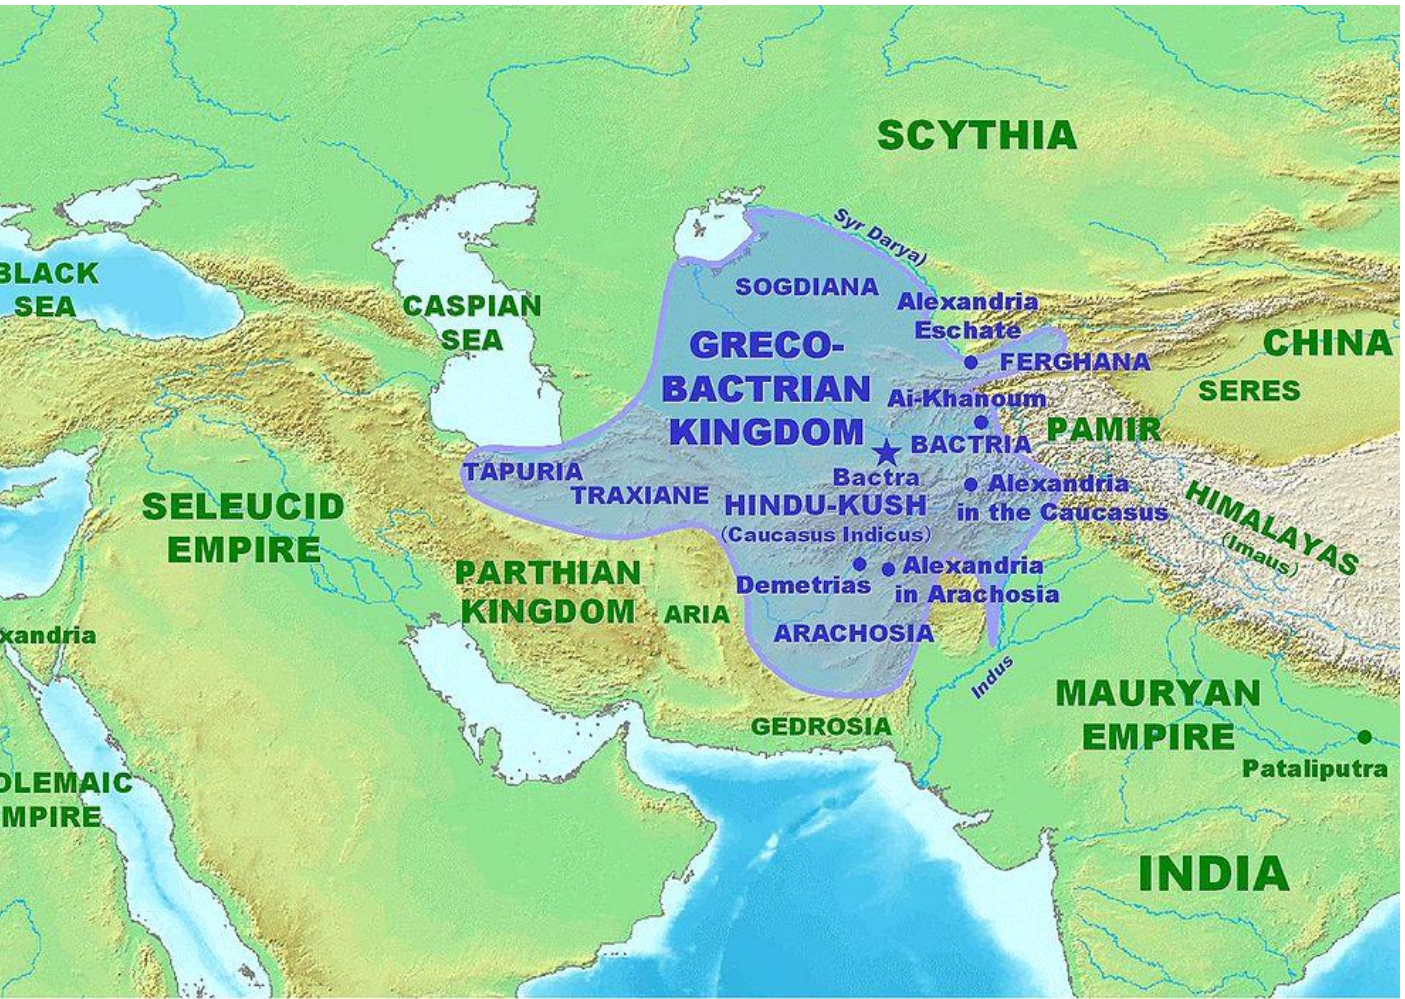 SCYTHIA
Syr Darya)
BLACK
SEA
CASPIAN
SEA
SOGDIANA
Alexandria
Eschate
GRECO-
BACTRIAN
KINGDOM
FERGHANA
CHINA
SERES
Ai-Khanoum
BACTRIA
PAMIR
Bactra
TAPURIA
TRAXIANE
HINDU-KUSH
(Caucasus Indicus)
Alexandria
in the Caucasus
HIMALAYAS
(Imaus)
SELEUCID
EMPIRE
PARTHIAN
KINGDOM
ARIA
Demetrias
Alexandria
in Arachosia
ARACHOSIA
xandria
Indus
MAURYAN
EMPIRE
Pataliputra
GEDROSIA
OLEMAIC
MPIRE
INDIA